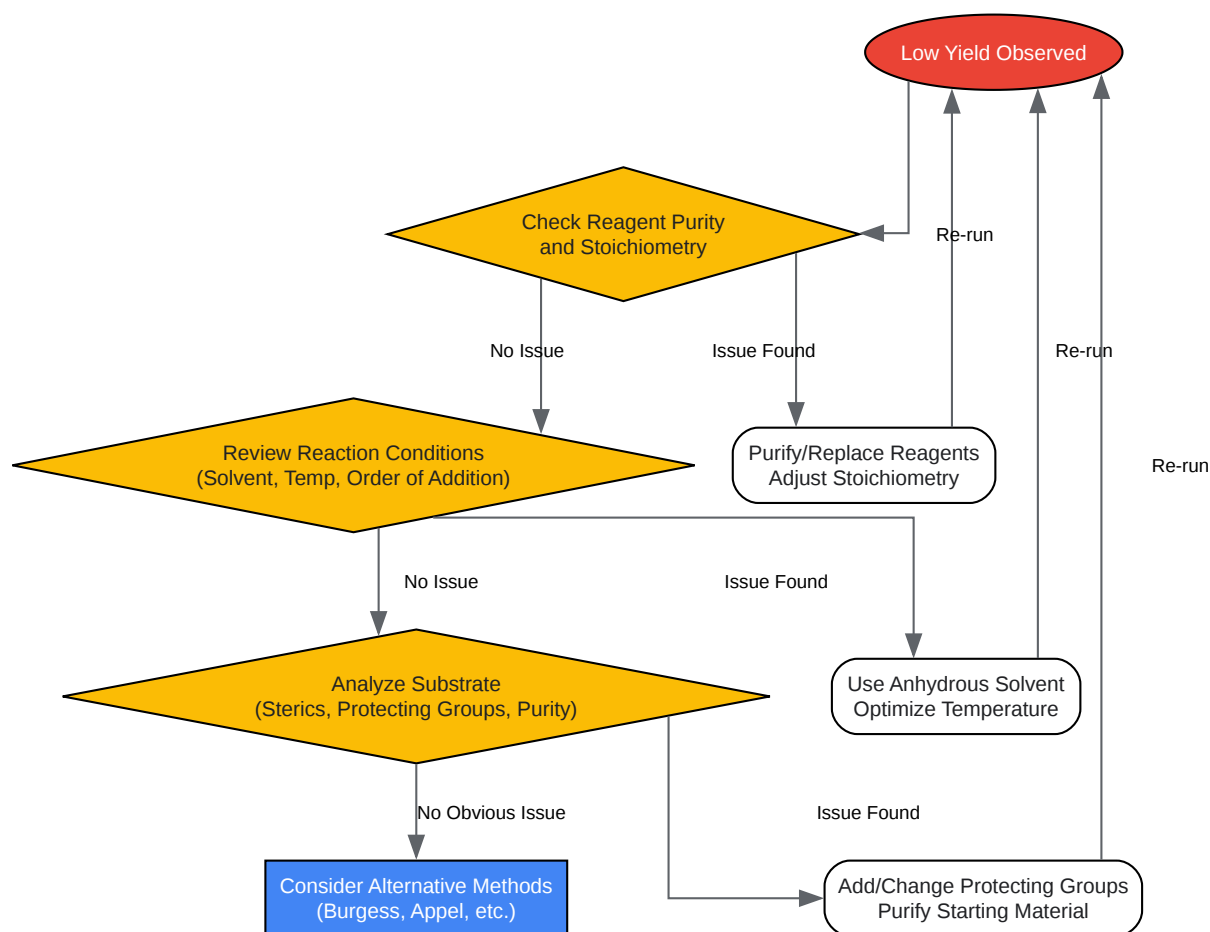 Low Yield Observed
Check Reagent Purity
and Stoichiometry
Re-run
No Issue
Issue Found
Re-run
Review Reaction Conditions
(Solvent, Temp, Order of Addition)
Purify/Replace Reagents
Adjust Stoichiometry
Re-run
No Issue
Issue Found
Analyze Substrate
(Sterics, Protecting Groups, Purity)
Use Anhydrous Solvent
Optimize Temperature
No Obvious Issue
Issue Found
Consider Alternative Methods
(Burgess, Appel, etc.)
Add/Change Protecting Groups
Purify Starting Material